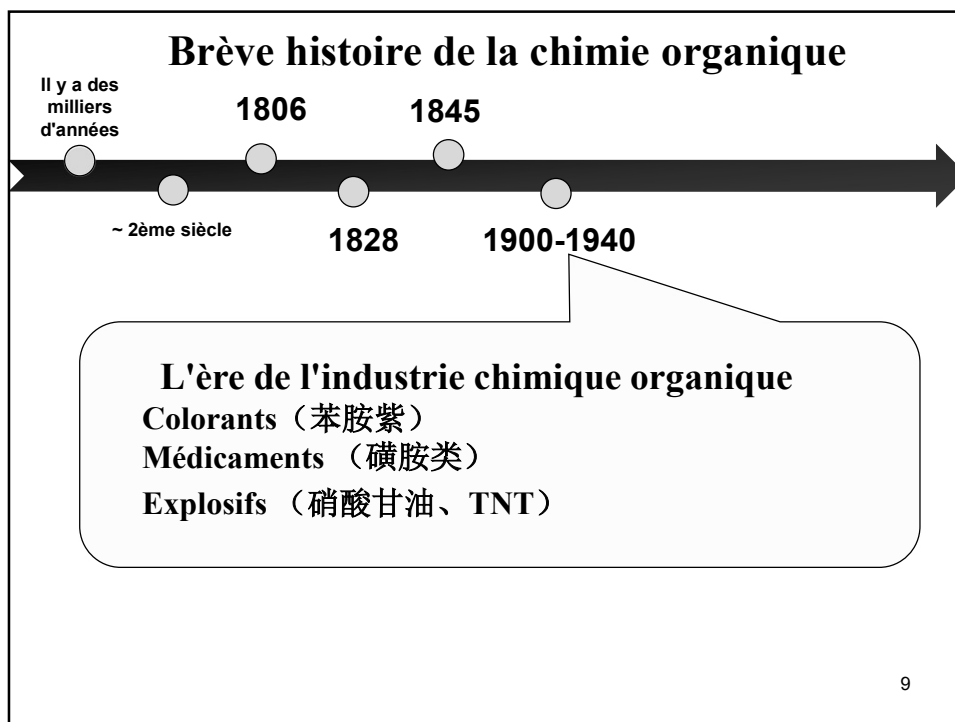 Brève histoire de la chimie organique
Il y a des
milliers
d'années
1806
1845
~ 2ème siècle
1828
1900-1940
L'ère de l'industrie chimique organique
Colorants（苯胺紫）
Médicaments （磺胺类）
Explosifs （硝酸甘油、TNT）
9